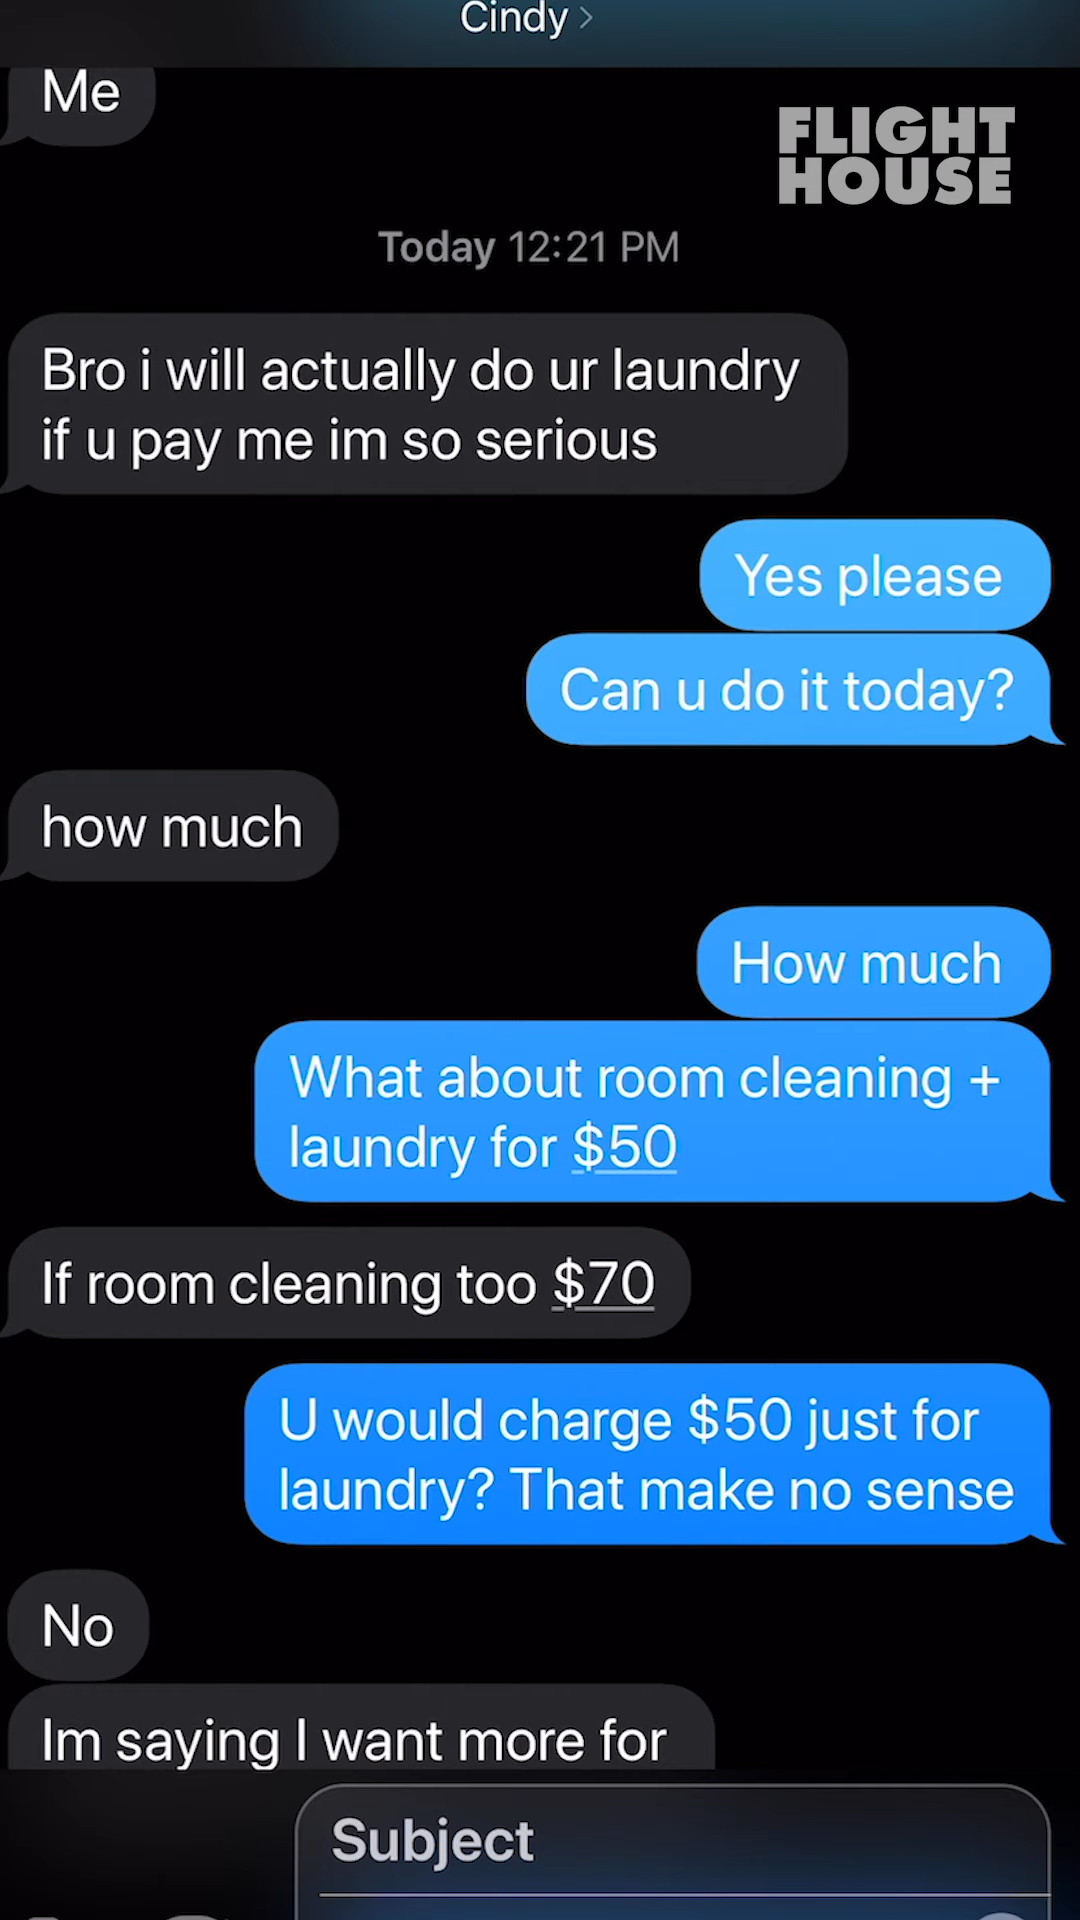 Cindy
Me
FLIGHT
HOUSE
Today 12:21 PM
Bro i will actually do ur laundry
if u pay me im so serious
Yes please
Can u do it today?
how much
How much
What about room cleaning +
laundry for $50
If room cleaning too $70
U would charge $50 just for
laundry? That make no sense
No
Im saying I want more for
Subject